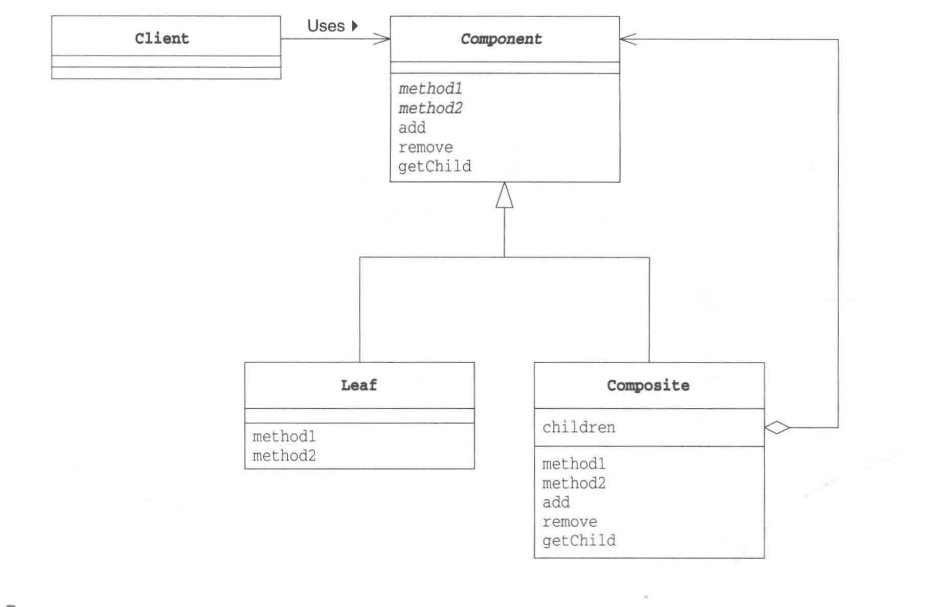 Client
Uses ▶
Component
method1
method2
add
remove
getChild
Leaf
method1
method2
Composite
children
method1
method2
add
remove
getChild